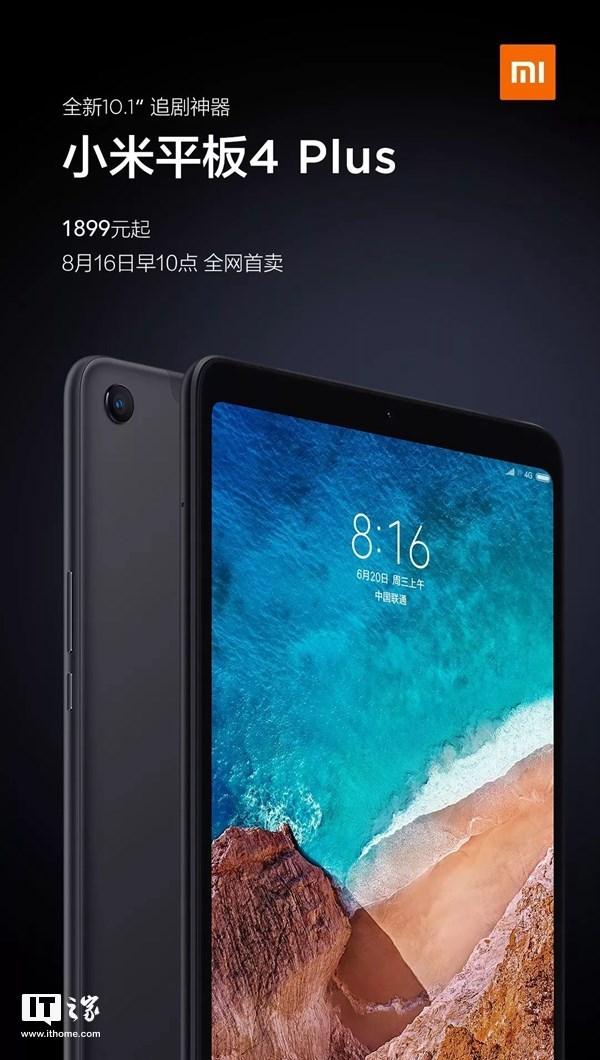 mi
全新10.1" 追剧神器
小米平板4 Plus
1899元起
8月16日早10点 全网首卖
4G
8:16
6月20日 周三上午
中国联通
IT之家
www.ithome.com